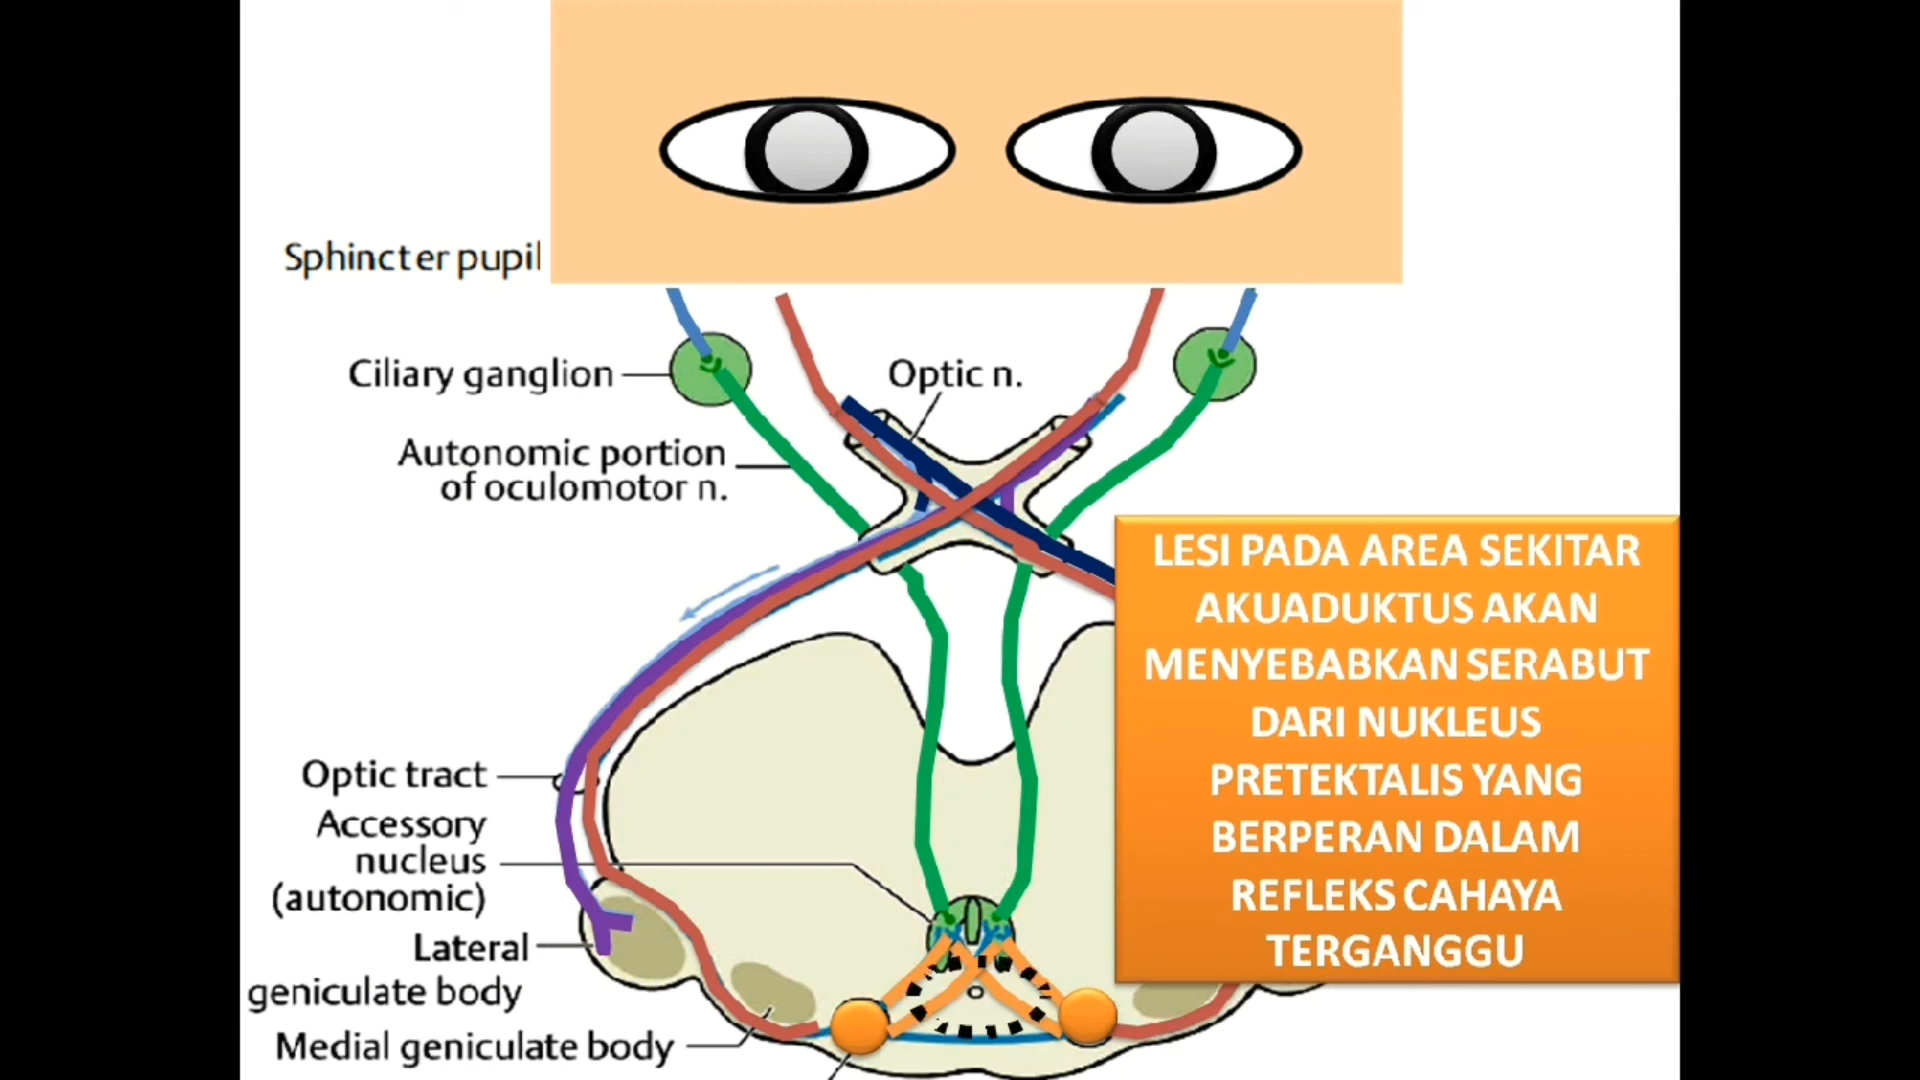 Sphincter pupil
Ciliary ganglion
Optic n.
Autonomic portion
of oculomotor n.
LESI PADA AREA SEKITAR
AKUADUKTUS AKAN
MENYEBABKAN SERABUT
DARI NUKLEUS
PRETEKTALIS YANG
BERPERAN DALAM
REFLEKS CAHAYA
TERGANGGU
Optic tract
Accessory
nucleus
(autonomic)
Lateral
geniculate body
Medial geniculate body